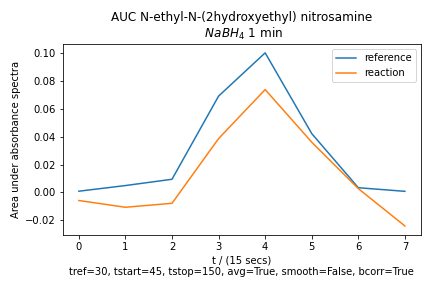 AUC N-ethyl-N-(2hydroxyethyl) nitrosamine
NaBH₄ 1 min
reference
reaction
Area under absorbance spectra
0.10
0.08
0.06
0.04
0.02
0.00
−0.02
0 1 2 3 4 5 6 7
t / (15 secs)
tref=30, tstart=45, tstop=150, avg=True, smooth=False, bcorr=True